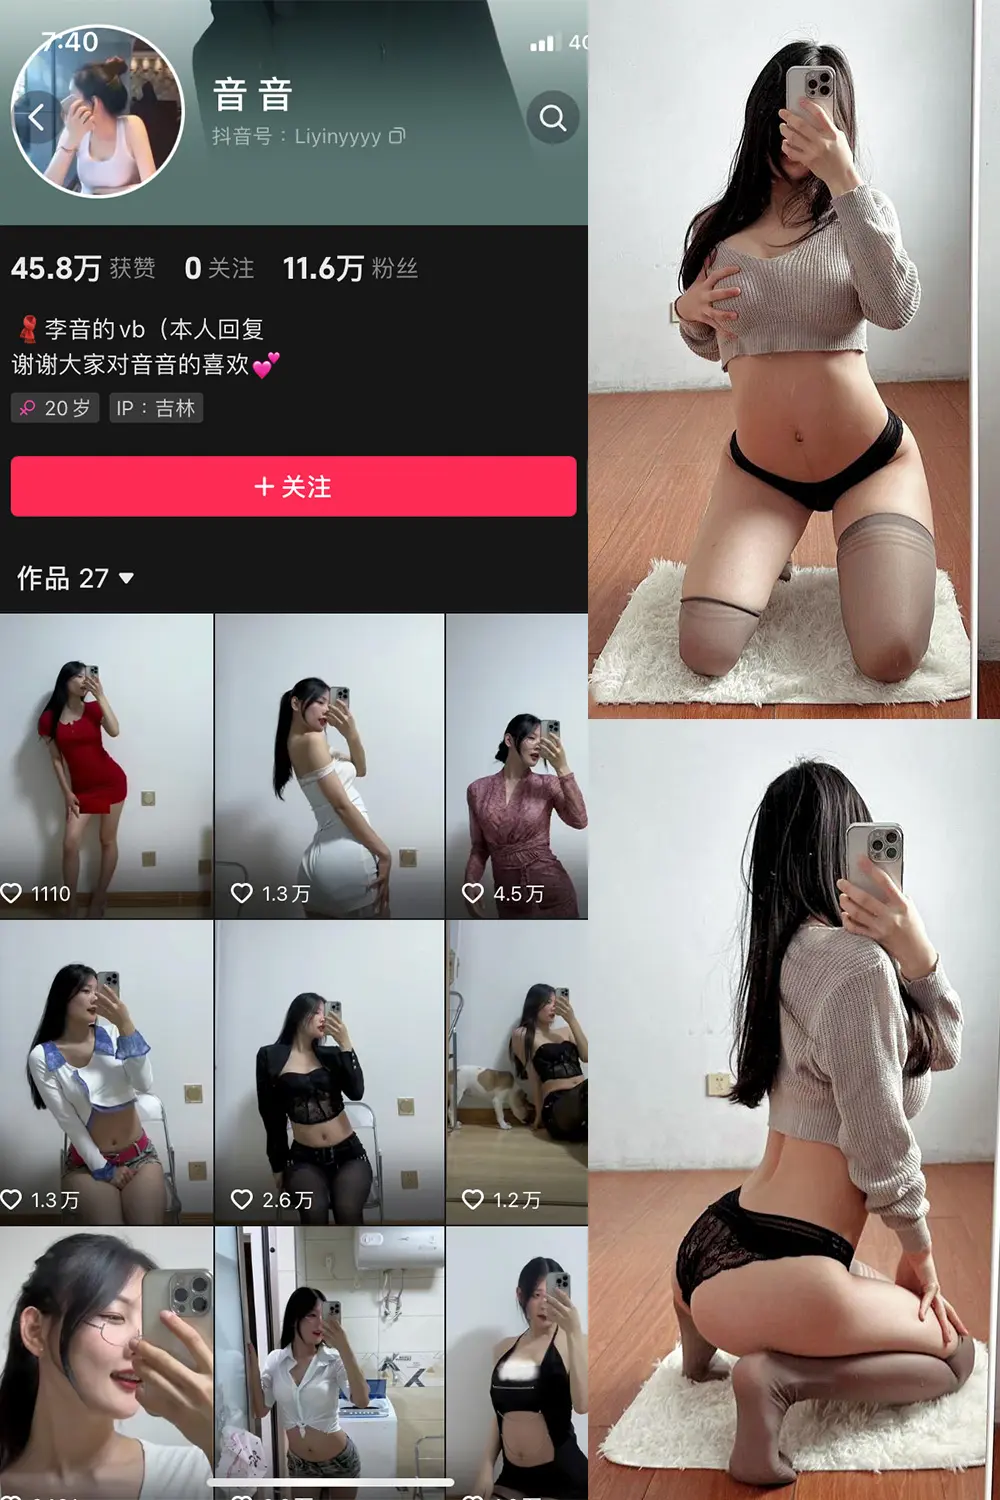 7:40
4G
音音
抖音号：Liyinyyyy
45.8万 获赞 0 关注 11.6万 粉丝
李音的vb（本人回复
谢谢大家对音音的喜欢💕
20岁 IP：吉林
+ 关注
作品 27
1110 1.3万 4.5万
1.3万 2.6万 1.2万